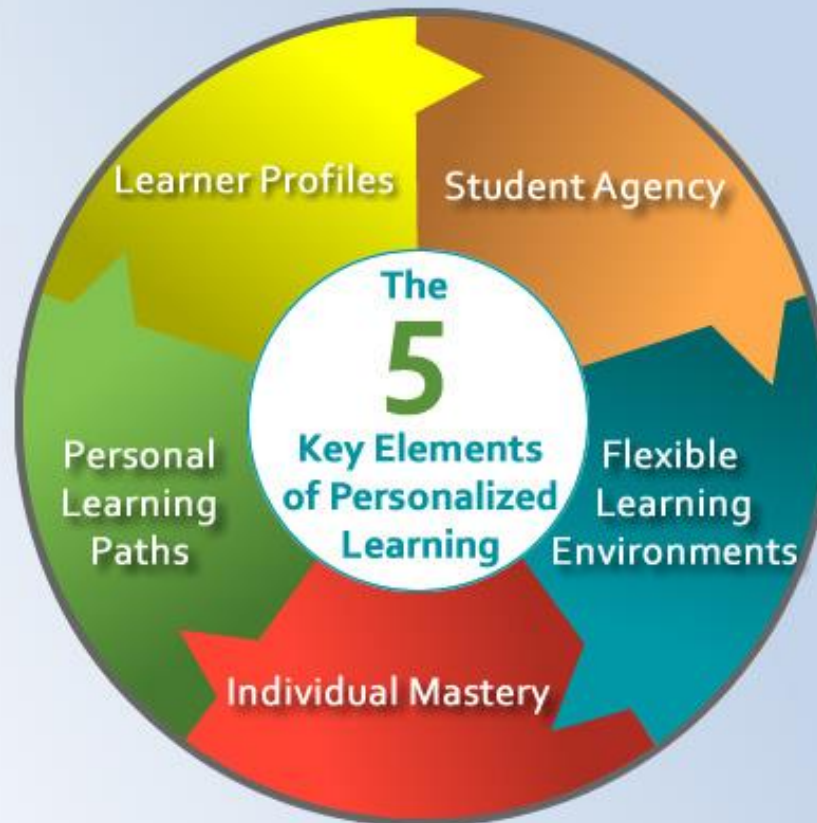 Learner Profiles
Student Agency
The
5
Key Elements
of Personalized
Learning
Personal
Learning
Paths
Flexible
Learning
Environments
Individual Mastery